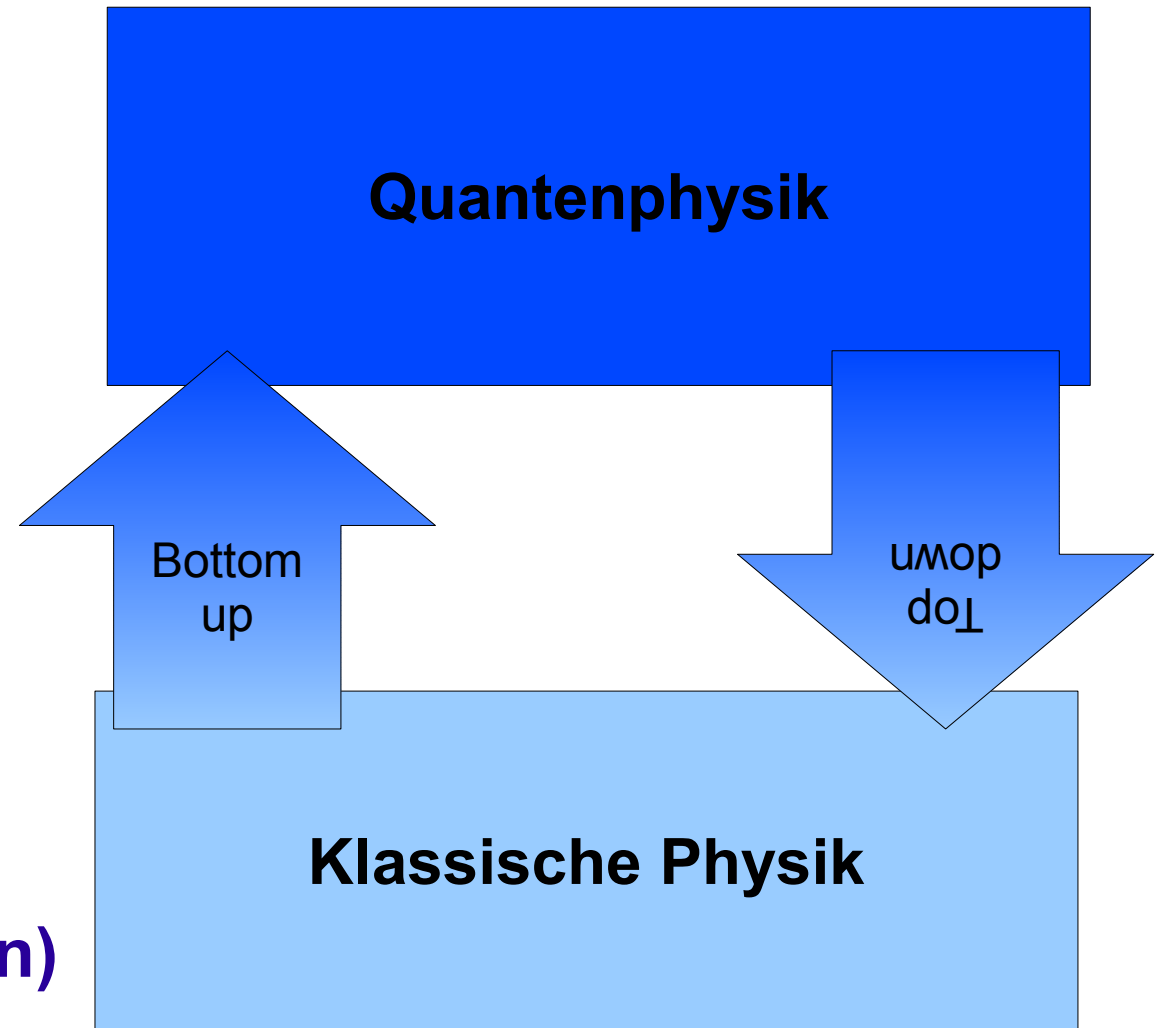 Quantenphysik
Bottom
up
Top
down
Klassische Physik
n)